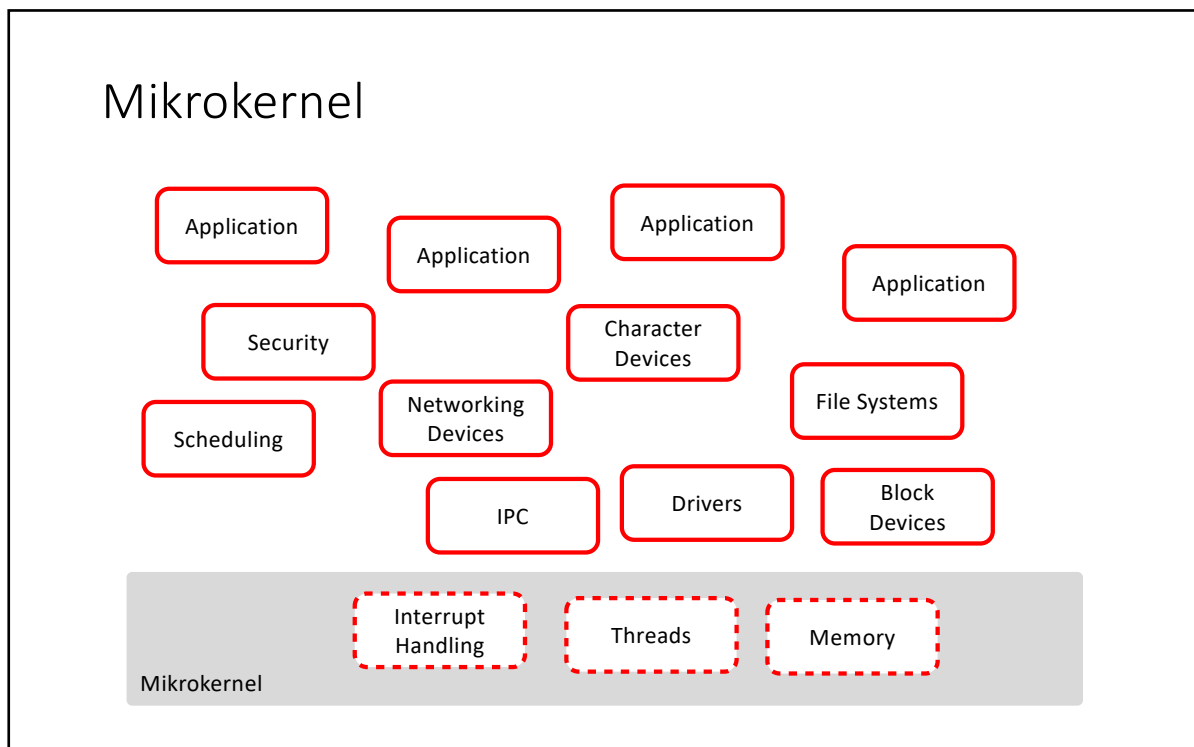 Mikrokernel
Application
Application
Application
Application
Security
Character
Devices
Networking
Devices
File Systems
Scheduling
IPC
Drivers
Block
Devices
Interrupt
Handling
Threads
Memory
Mikrokernel